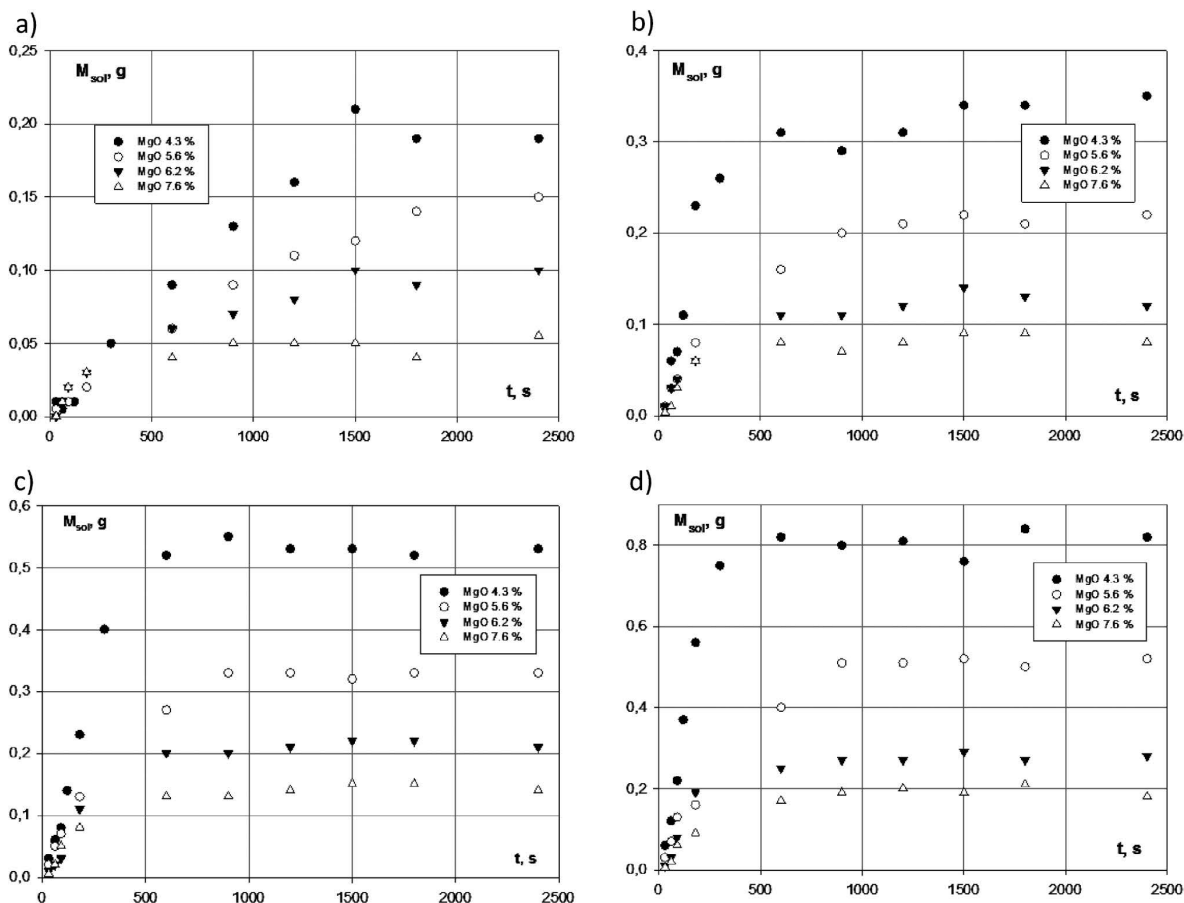 a)
0,25
M_sol, g
0,20
MgO 4.3 %
MgO 5.6 %
MgO 6.2 %
MgO 7.6 %
0,15
0,10
0,05
t, s
0,00
0 500 1000 1500 2000 2500
b)
0,4
M_sol, g
0,3
MgO 4.3 %
MgO 5.6 %
MgO 6.2 %
MgO 7.6 %
0,2
0,1
t, s
0,0
0 500 1000 1500 2000 2500
c)
0,6
M_sol, g
0,5
MgO 4.3 %
MgO 5.6 %
MgO 6.2 %
MgO 7.6 %
0,4
0,3
0,2
0,1
t, s
0,0
0 500 1000 1500 2000 2500
d)
M_sol, g
0,8
MgO 4.3 %
MgO 5.6 %
MgO 6.2 %
MgO 7.6 %
0,6
0,4
0,2
t, s
0,0
0 500 1000 1500 2000 2500